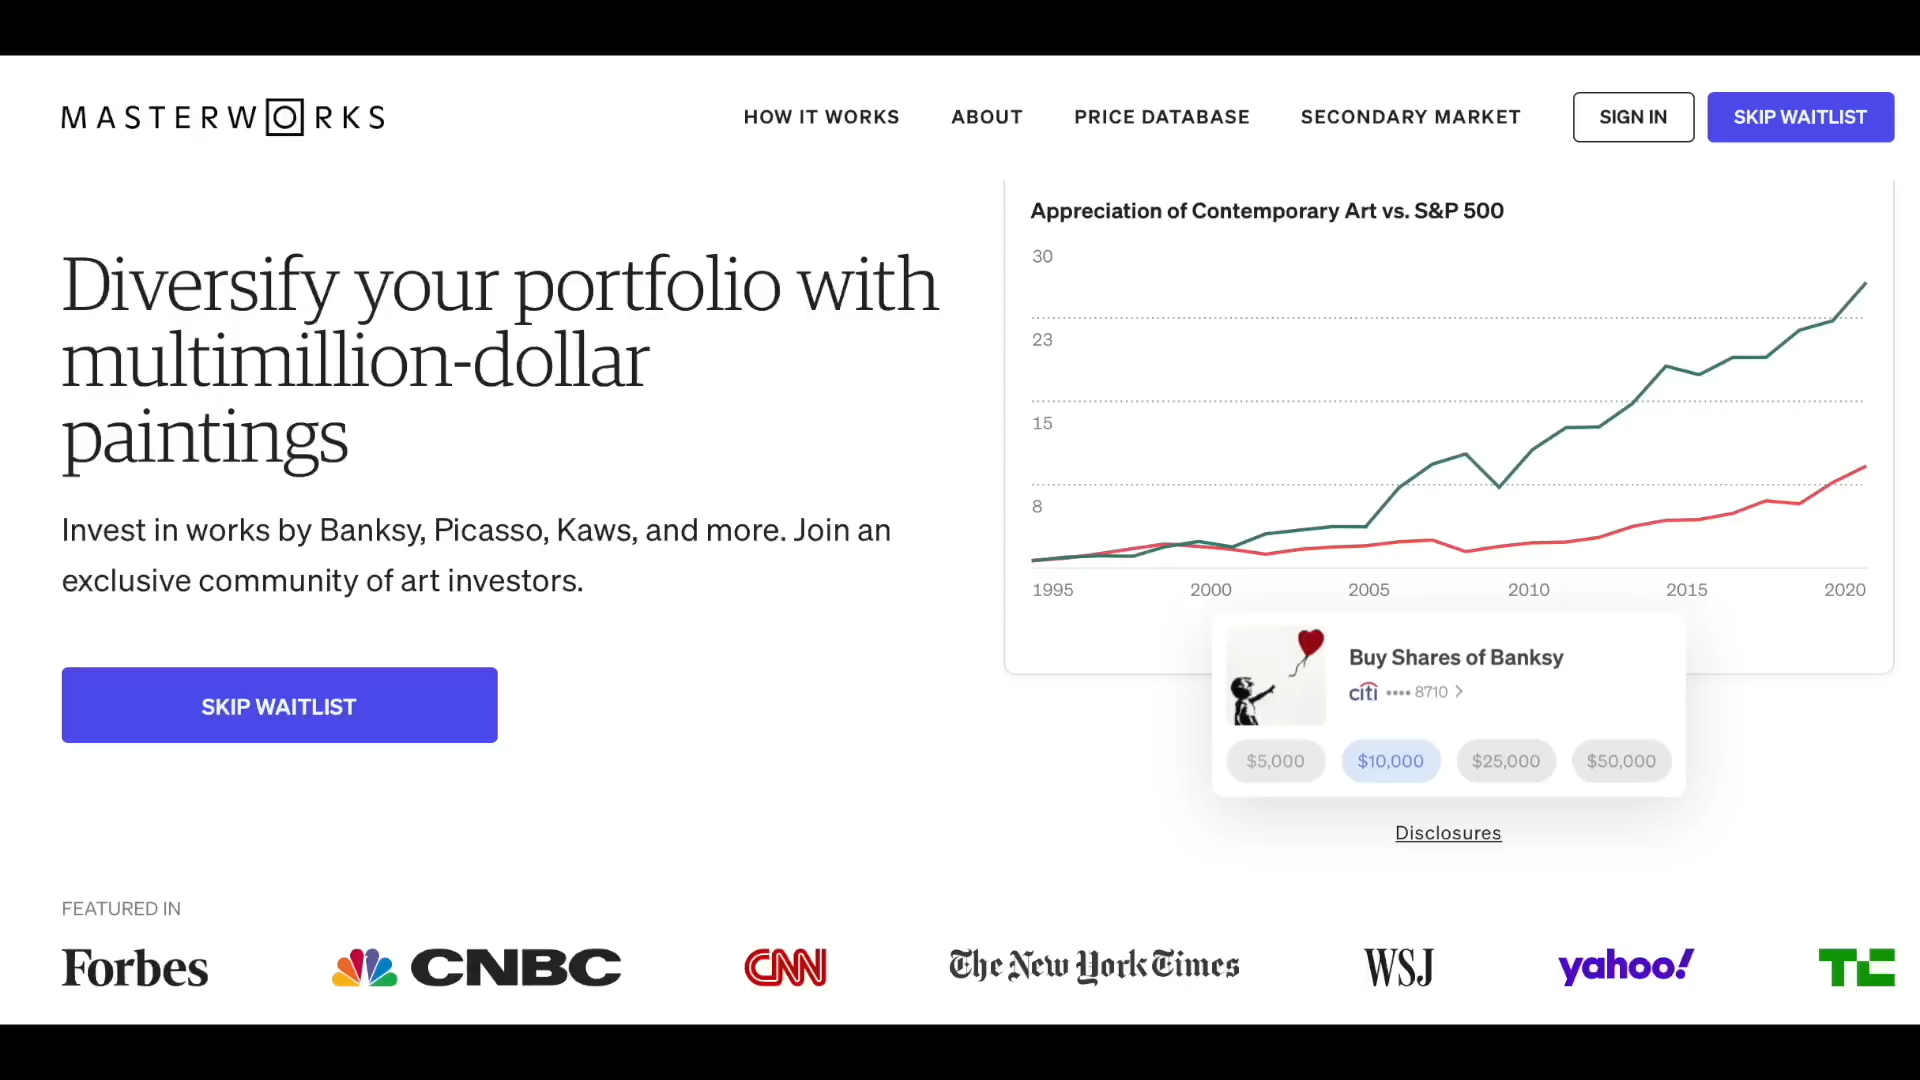 MASTERWORKS
HOW IT WORKS
ABOUT
PRICE DATABASE
SECONDARY MARKET
SIGN IN
SKIP WAITLIST
Diversify your portfolio with
multimillion-dollar
paintings
Invest in works by Banksy, Picasso, Kaws, and more. Join an
exclusive community of art investors.
SKIP WAITLIST
Appreciation of Contemporary Art vs. S&P 500
30
23
15
8
1995 2000 2005 2010 2015 2020
Buy Shares of Banksy
citi •••• 8710 >
$5,000 $10,000 $25,000 $50,000
Disclosures
FEATURED IN
Forbes CNBC CNN The New York Times WSJ yahoo! TC